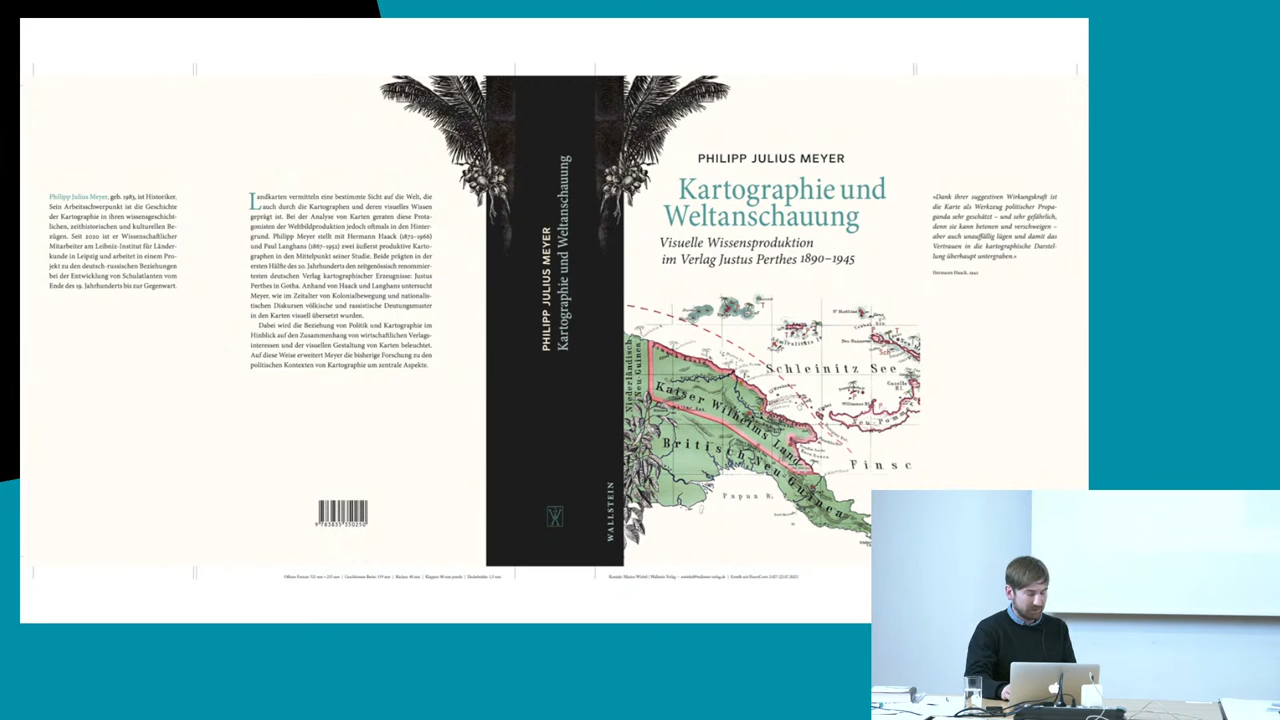 Philipp Julius Meyer, geb. 1983, ist Historiker.
Sein Arbeitsschwerpunkt ist die Geschichte
der Kartographie in ihren wissensgeschicht-
lichen, zeithistorischen und kulturellen Be-
zügen. Seit 2020 ist er Wissenschaftlicher
Mitarbeiter am Leibniz-Institut für Länder-
kunde in Leipzig und arbeitet in einem Pro-
jekt zu den deutsch-russischen Beziehungen
bei der Entwicklung von Schulatlanten vom
Ende des 19. Jahrhunderts bis zur Gegenwart.
Landkarten vermitteln eine bestimmte Sicht auf die Welt, die
auch durch die Kartographen und deren visuelles Wissen
geprägt ist. Bei der Analyse von Karten geraten diese Prota-
gonisten der Weltbildproduktion jedoch oftmals in den Hinter-
grund. Philipp Meyer stellt mit Hermann Haack (1872–1966)
und Paul Langhans (1867–1952) zwei äußerst produktive Karto-
graphen in den Mittelpunkt seiner Studie. Beide prägten in der
ersten Hälfte des 20. Jahrhunderts den zeitgenössisch renommier-
testen deutschen Verlag kartographischer Erzeugnisse: Justus
Perthes in Gotha. Anhand von Haack und Langhans untersucht
Meyer, wie im Zeitalter von Kolonialbewegung und nationalis-
tischen Diskursen völkische und rassistische Deutungsmuster
in den Karten visuell übersetzt wurden.
Dabei wird die Beziehung von Politik und Kartographie im
Hinblick auf den Zusammenhang von wirtschaftlichen Verlags-
interessen und der visuellen Gestaltung von Karten beleuchtet.
Auf diese Weise erweitert Meyer die bisherige Forschung zu den
politischen Kontexten von Kartographie um zentrale Aspekte.
9 783835 350250
PHILIPP JULIUS MEYER
Kartographie und Weltanschauung
WALLSTEIN
PHILIPP JULIUS MEYER
Kartographie und
Weltanschauung
Visuelle Wissensproduktion
im Verlag Justus Perthes 1890–1945
Niederländisch
Neu-Guinea
Schleinitz See
Kaiser Wilhelms Land
Britisch Neu Guinea
Neu-Pomm
Finsc
Papua B.
»Dank ihrer suggestiven Wirkungskraft ist
die Karte als Werkzeug politischer Propa-
ganda sehr geschätzt – und sehr gefährlich,
denn sie kann betonen und verschweigen –
aber auch unauffällig lügen und damit das
Vertrauen in die kartographische Darstel-
lung überhaupt untergraben.«